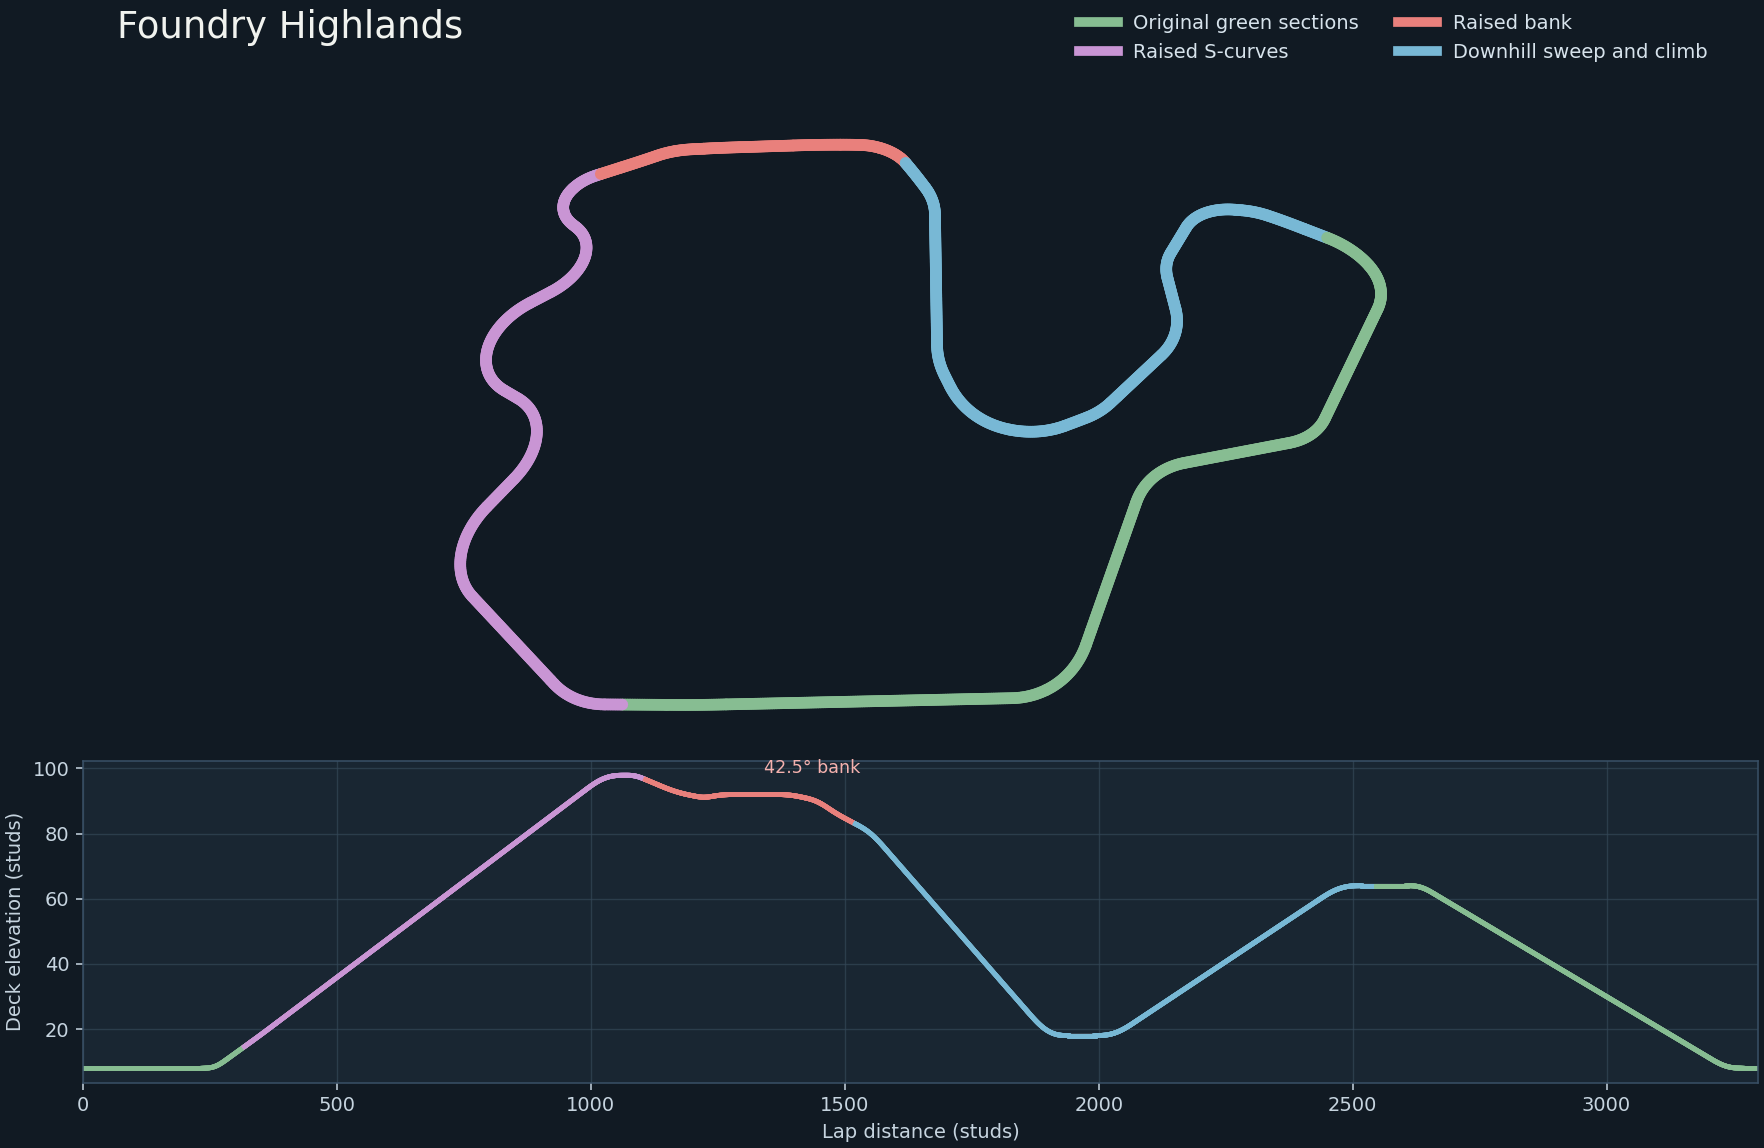 Foundry Highlands
Original green sections
Raised bank
Raised S-curves
Downhill sweep and climb
42.5° bank
Deck elevation (studs)
100
80
60
40
20
0 500 1000 1500 2000 2500 3000
Lap distance (studs)